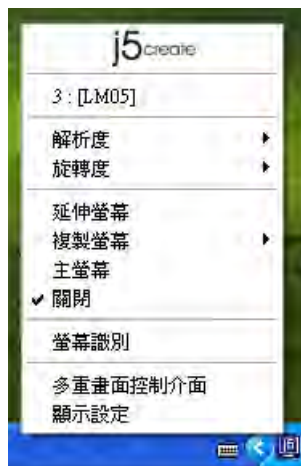 j5create
3 : [LM05]
解析度
旋轉度
延伸螢幕
複製螢幕
主螢幕
關閉
螢幕識別
多重畫面控制介面
顯示設定
j5